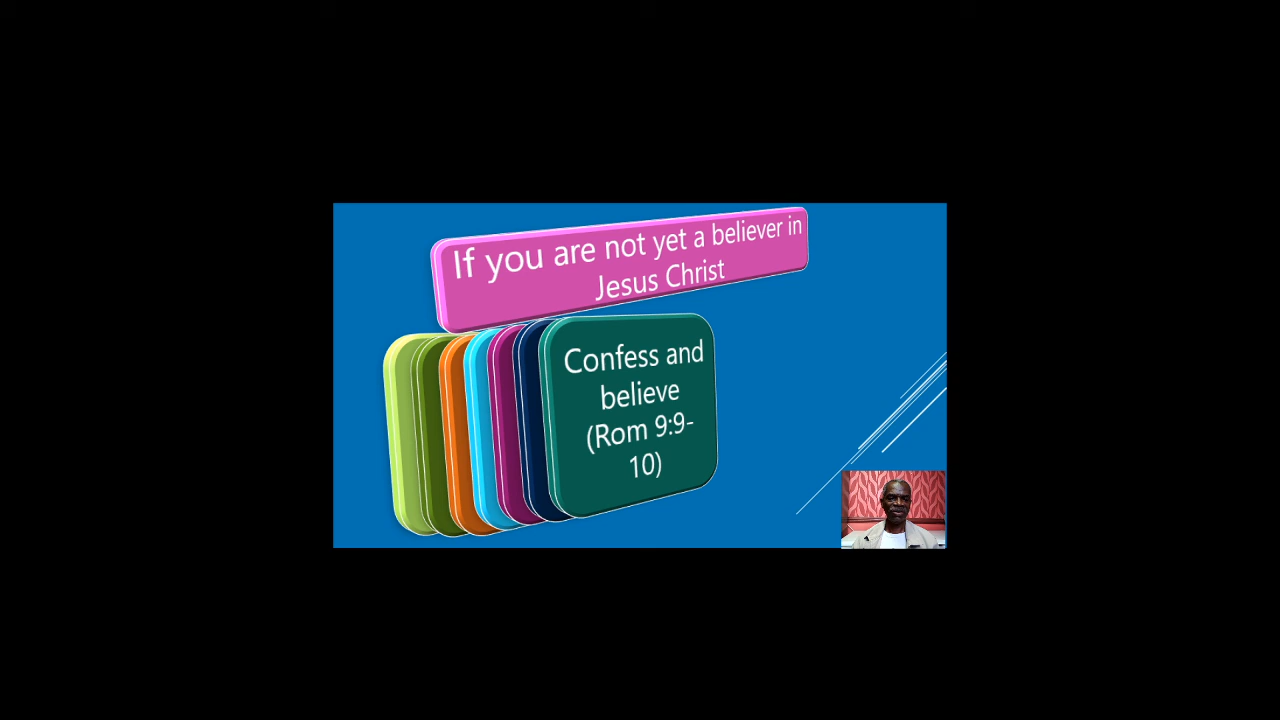 If you are not yet a believer in
Jesus Christ
Confess and
believe
(Rom 9:9-
10)